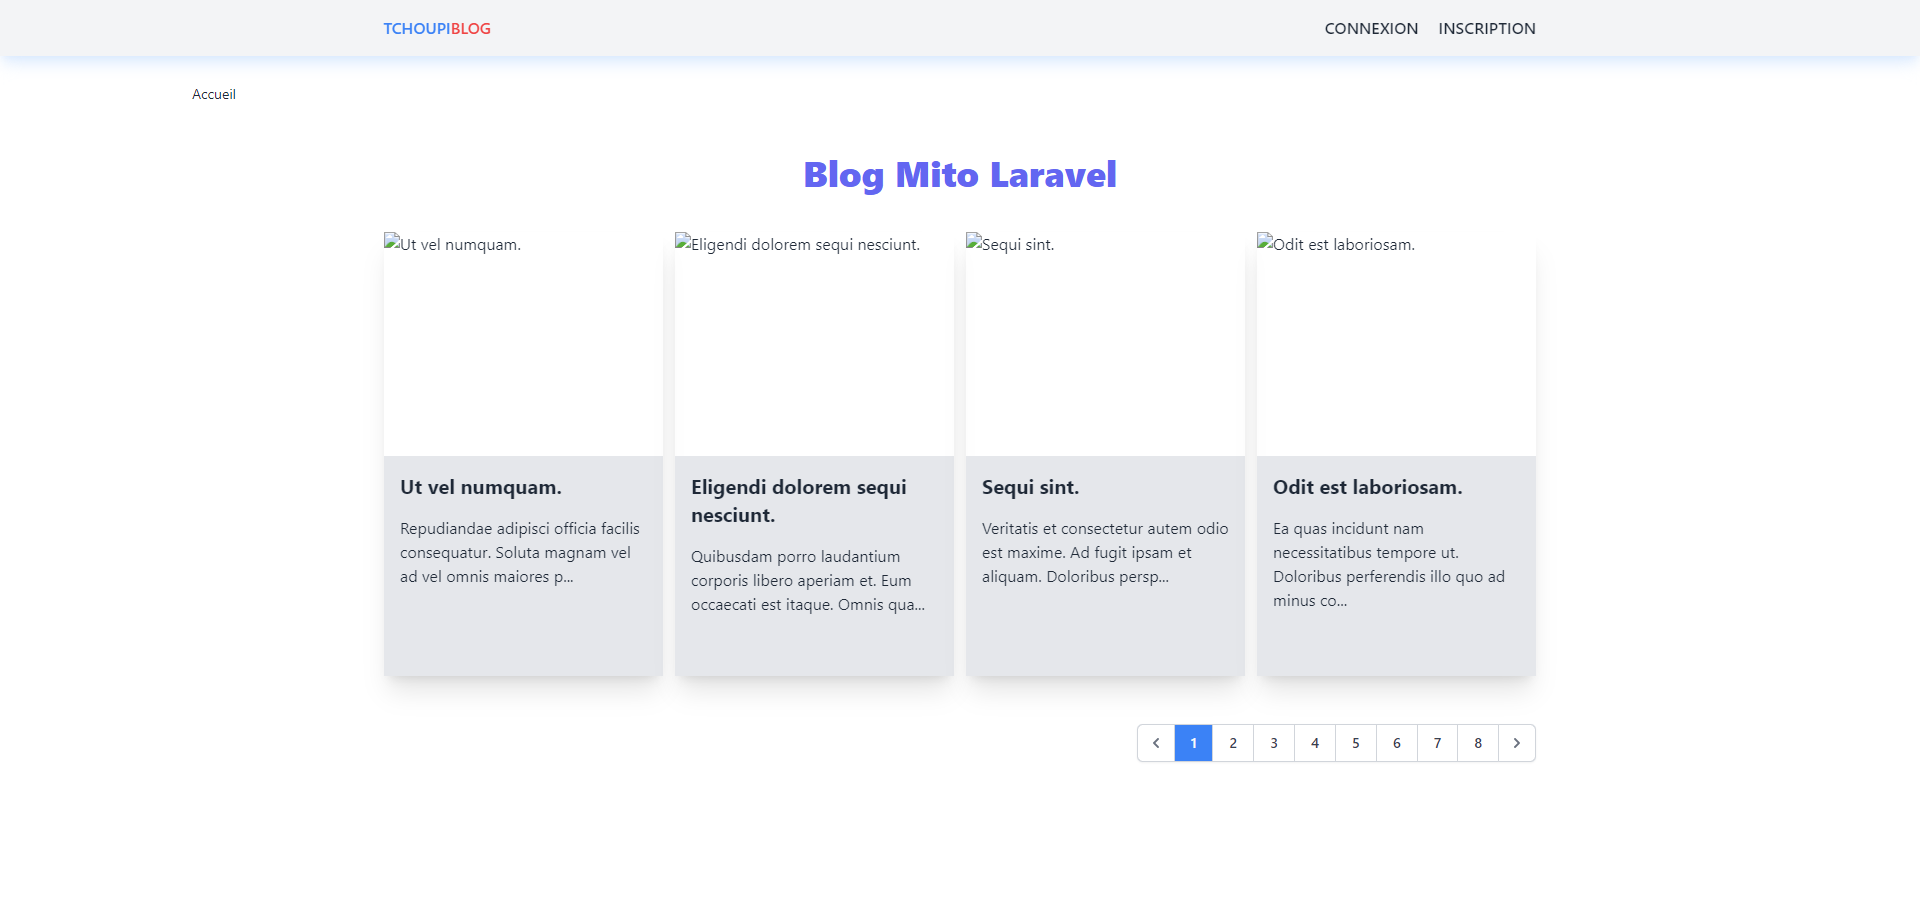 TCHOUPIBLOG
CONNEXION INSCRIPTION
Accueil
Blog Mito Laravel
Ut vel numquam.
Eligendi dolorem sequi nesciunt.
Sequi sint.
Odit est laboriosam.
Ut vel numquam.
Repudiandae adipisci officia facilis
consequatur. Soluta magnam vel
ad vel omnis maiores p...
Eligendi dolorem sequi
nesciunt.
Quibusdam porro laudantium
corporis libero aperiam et. Eum
occaecati est itaque. Omnis qua...
Sequi sint.
Veritatis et consectetur autem odio
est maxime. Ad fugit ipsam et
aliquam. Doloribus persp...
Odit est laboriosam.
Ea quas incidunt nam
necessitatibus tempore ut.
Doloribus perferendis illo quo ad
minus co...
1 2 3 4 5 6 7 8